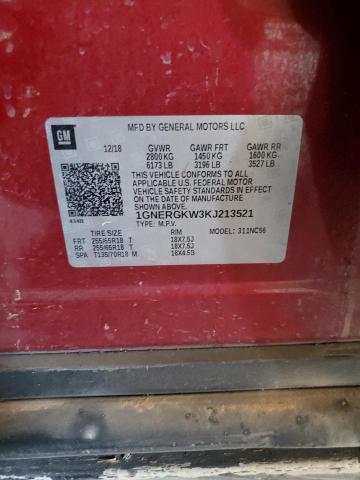 GM
MFD BY GENERAL MOTORS LLC
12/18 GVWR GAWR FRT GAWR RR
2800 KG 1450 KG 1600 KG
6173 LB 3196 LB 3527 LB
THIS VEHICLE CONFORMS TO ALL
APPLICABLE U.S. FEDERAL MOTOR
VEHICLE SAFETY STANDARDS IN EFFECT
ON THE DATE OF MANUFACTURE SHOWN
ABOVE.
1GNERGKW3KJ213521
TYPE: M.P.V. MODEL: 311NC56
TIRE SIZE RIM
FRT 255/65R18 T 18X7.5J
RR 255/65R18 T 18X7.5J
SPA T135/70R18 M 18X4.5B